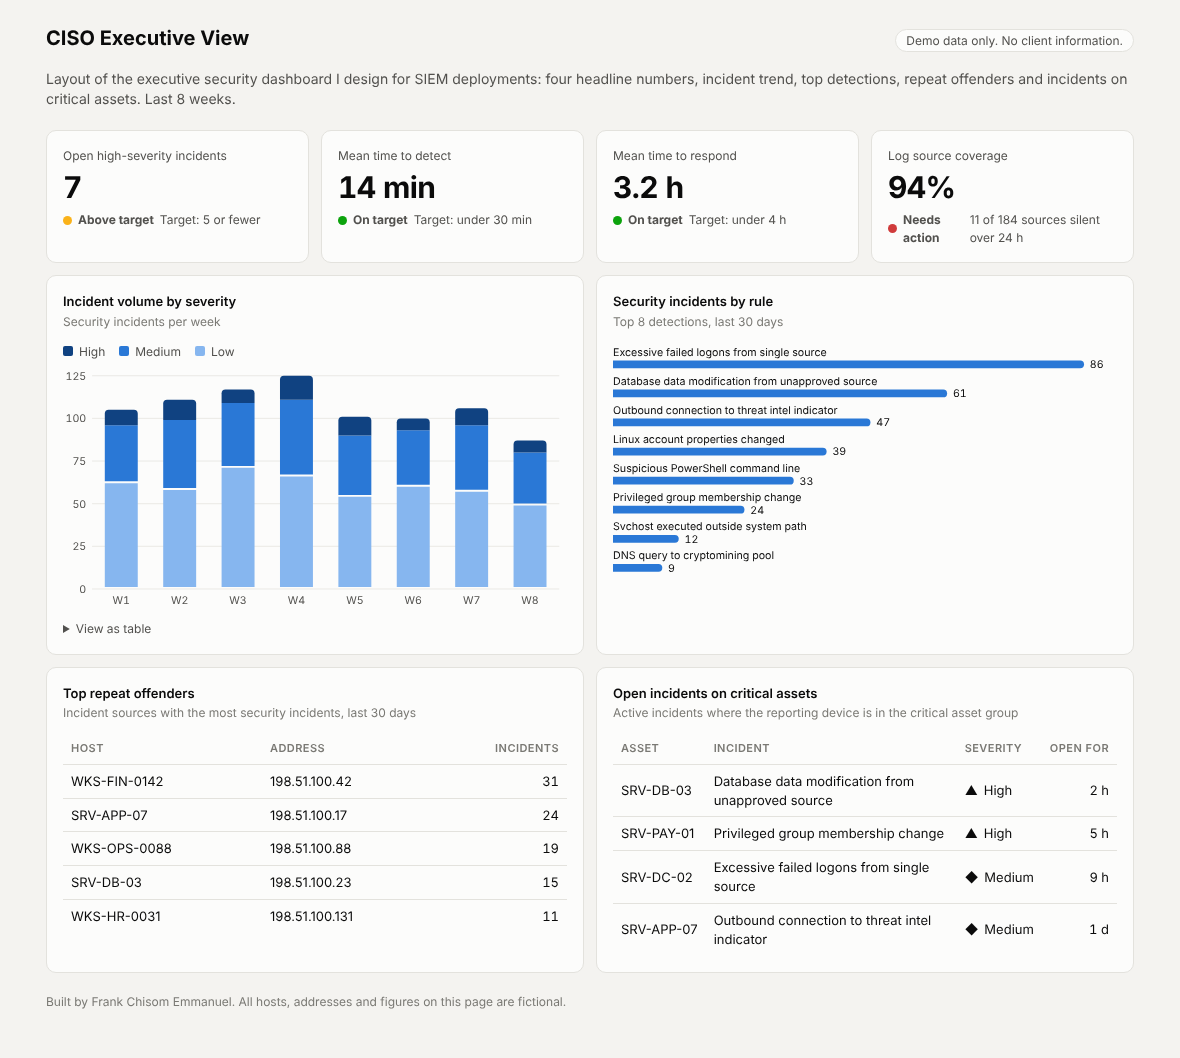 CISO Executive View
Demo data only. No client information.
Layout of the executive security dashboard I design for SIEM deployments: four headline numbers, incident trend, top detections, repeat offenders and incidents on
critical assets. Last 8 weeks.
Open high-severity incidents
7
Above target Target: 5 or fewer
Mean time to detect
14 min
On target Target: under 30 min
Mean time to respond
3.2 h
On target Target: under 4 h
Log source coverage
94%
Needs 11 of 184 sources silent
action over 24 h
Incident volume by severity
Security incidents per week
High Medium Low
125
100
75
50
25
0
W1 W2 W3 W4 W5 W6 W7 W8
View as table
Security incidents by rule
Top 8 detections, last 30 days
Excessive failed logons from single source
86
Database data modification from unapproved source
61
Outbound connection to threat intel indicator
47
Linux account properties changed
39
Suspicious PowerShell command line
33
Privileged group membership change
24
Svchost executed outside system path
12
DNS query to cryptomining pool
9
Top repeat offenders
Incident sources with the most security incidents, last 30 days
HOST ADDRESS INCIDENTS
WKS-FIN-0142 198.51.100.42 31
SRV-APP-07 198.51.100.17 24
WKS-OPS-0088 198.51.100.88 19
SRV-DB-03 198.51.100.23 15
WKS-HR-0031 198.51.100.131 11
Open incidents on critical assets
Active incidents where the reporting device is in the critical asset group
ASSET INCIDENT SEVERITY OPEN FOR
SRV-DB-03 Database data modification from unapproved source High 2 h
SRV-PAY-01 Privileged group membership change High 5 h
SRV-DC-02 Excessive failed logons from single source Medium 9 h
SRV-APP-07 Outbound connection to threat intel indicator Medium 1 d
Built by Frank Chisom Emmanuel. All hosts, addresses and figures on this page are fictional.